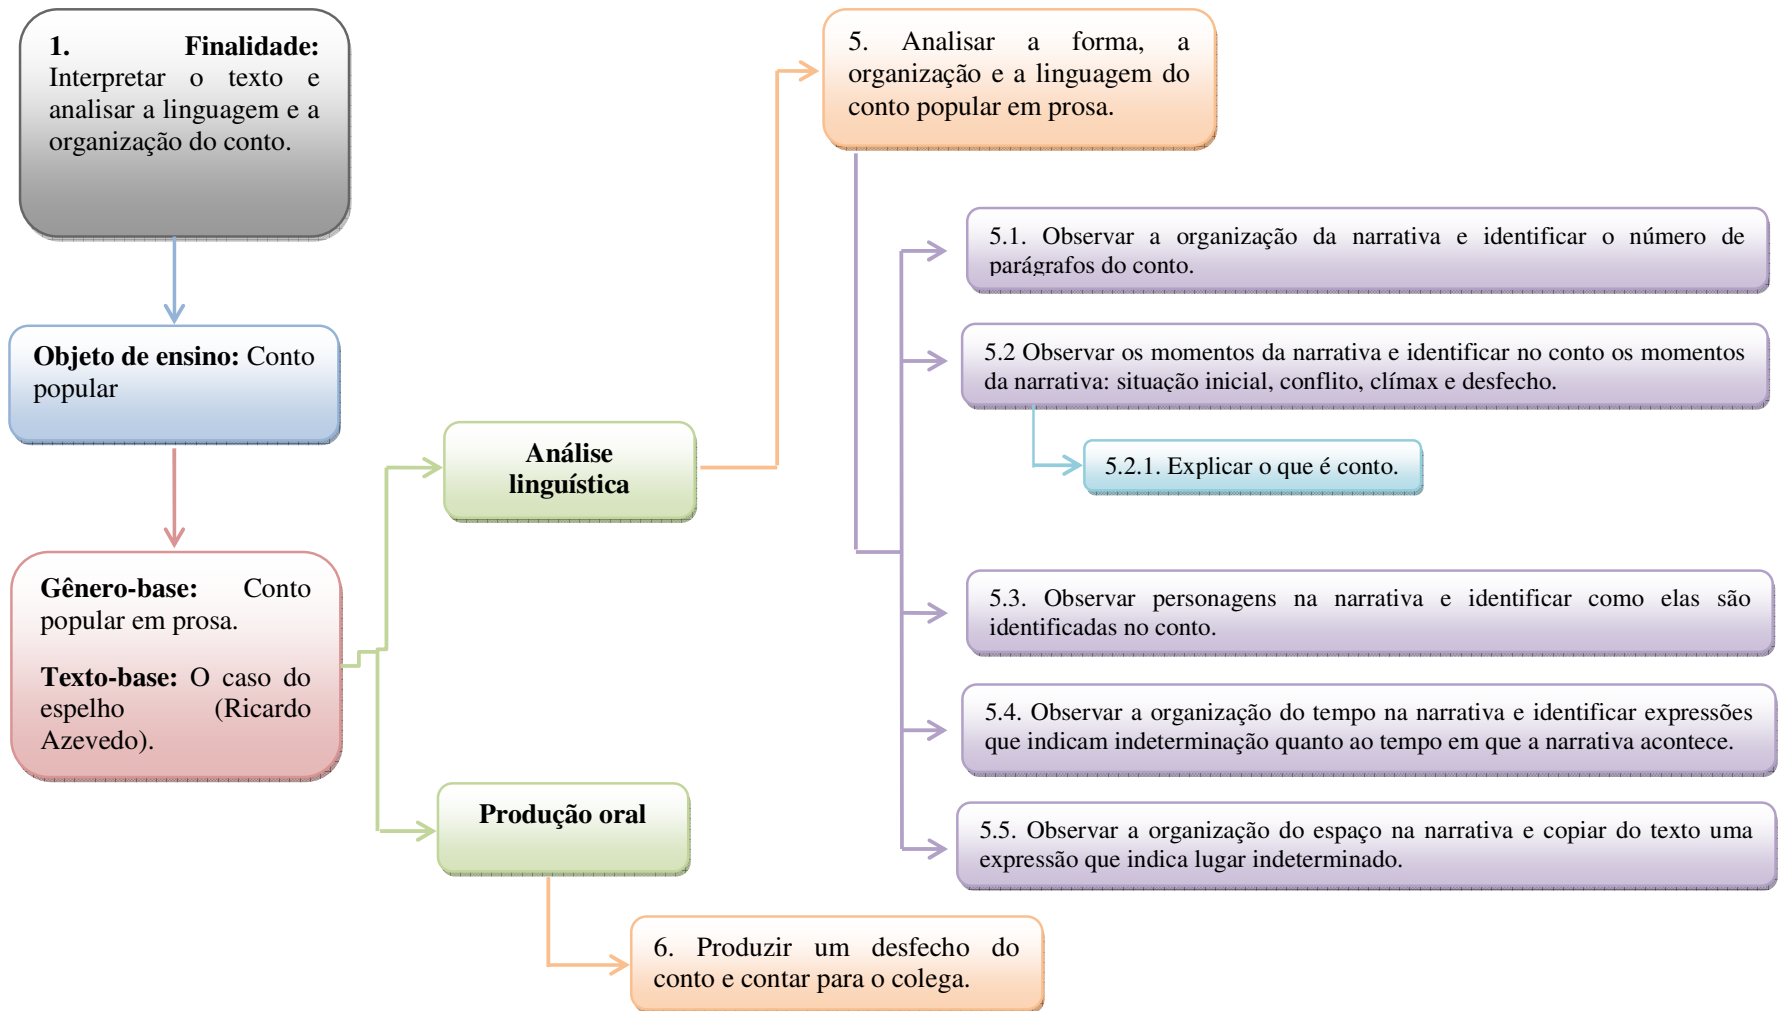 1. Finalidade:
Interpretar o texto e
analisar a linguagem e a
organização do conto.
Objeto de ensino: Conto
popular
Gênero-base: Conto
popular em prosa.
Texto-base: O caso do
espelho (Ricardo
Azevedo).
Análise
linguística
Produção oral
5. Analisar a forma, a
organização e a linguagem do
conto popular em prosa.
5.1. Observar a organização da narrativa e identificar o número de
parágrafos do conto.
5.2 Observar os momentos da narrativa e identificar no conto os momentos
da narrativa: situação inicial, conflito, clímax e desfecho.
5.2.1. Explicar o que é conto.
5.3. Observar personagens na narrativa e identificar como elas são
identificadas no conto.
5.4. Observar a organização do tempo na narrativa e identificar expressões
que indicam indeterminação quanto ao tempo em que a narrativa acontece.
5.5. Observar a organização do espaço na narrativa e copiar do texto uma
expressão que indica lugar indeterminado.
6. Produzir um desfecho do
conto e contar para o colega.